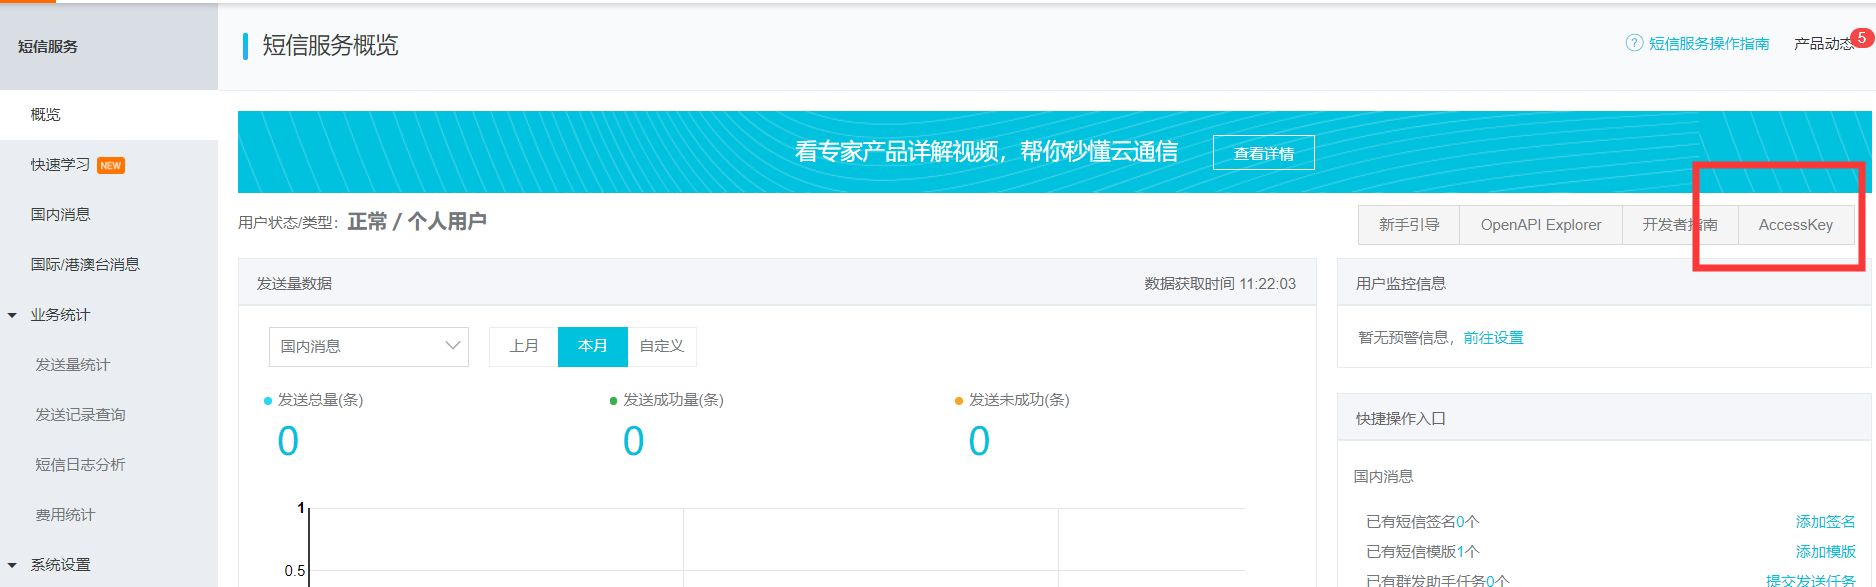 短信服务
短信服务概览
短信服务操作指南
产品动态
5
概览
快速学习 NEW
国内消息
国际/港澳台消息
业务统计
发送量统计
发送记录查询
短信日志分析
费用统计
系统设置
看专家产品详解视频，帮你秒懂云通信
查看详情
用户状态/类型：正常 / 个人用户
新手引导
OpenAPI Explorer
开发者指南
AccessKey
发送量数据
数据获取时间 11:22:03
国内消息
上月
本月
自定义
发送总量(条)
0
发送成功量(条)
0
发送未成功(条)
0
1
0.5
用户监控信息
暂无预警信息，前往设置
快捷操作入口
国内消息
已有短信签名0个
添加签名
已有短信模版1个
添加模版
已有群发助手任务0个
提交发送任务